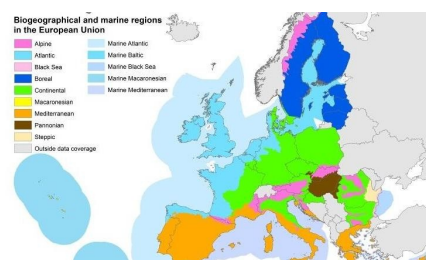 Biogeographical and marine regions
in the European Union
Alpine
Atlantic
Black Sea
Boreal
Continental
Macaronesian
Mediterranean
Pannonian
Steppic
Outside data coverage
Marine Atlantic
Marine Baltic
Marine Black Sea
Marine Macaronesian
Marine Mediterranean